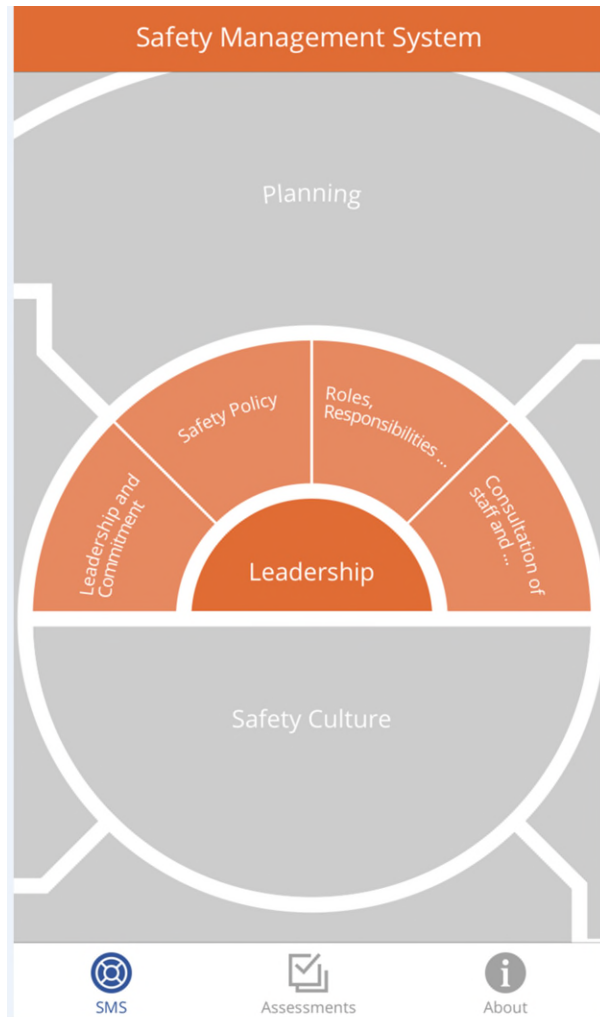 Safety Management System
Planning
Safety Policy
Roles,
Responsibilities ...
Leadership and
Commitment
Consultation of
staff and ...
Leadership
Safety Culture
SMS
Assessments
About